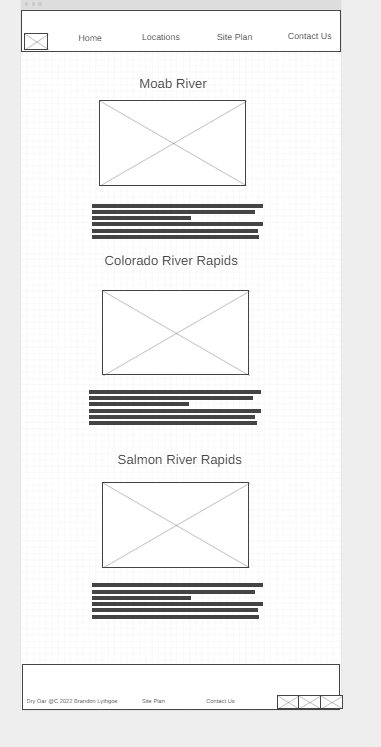 Home Locations Site Plan Contact Us
Moab River
Colorado River Rapids
Salmon River Rapids
Dry Oar @C 2022 Brandon Lythgoe Site Plan Contact Us